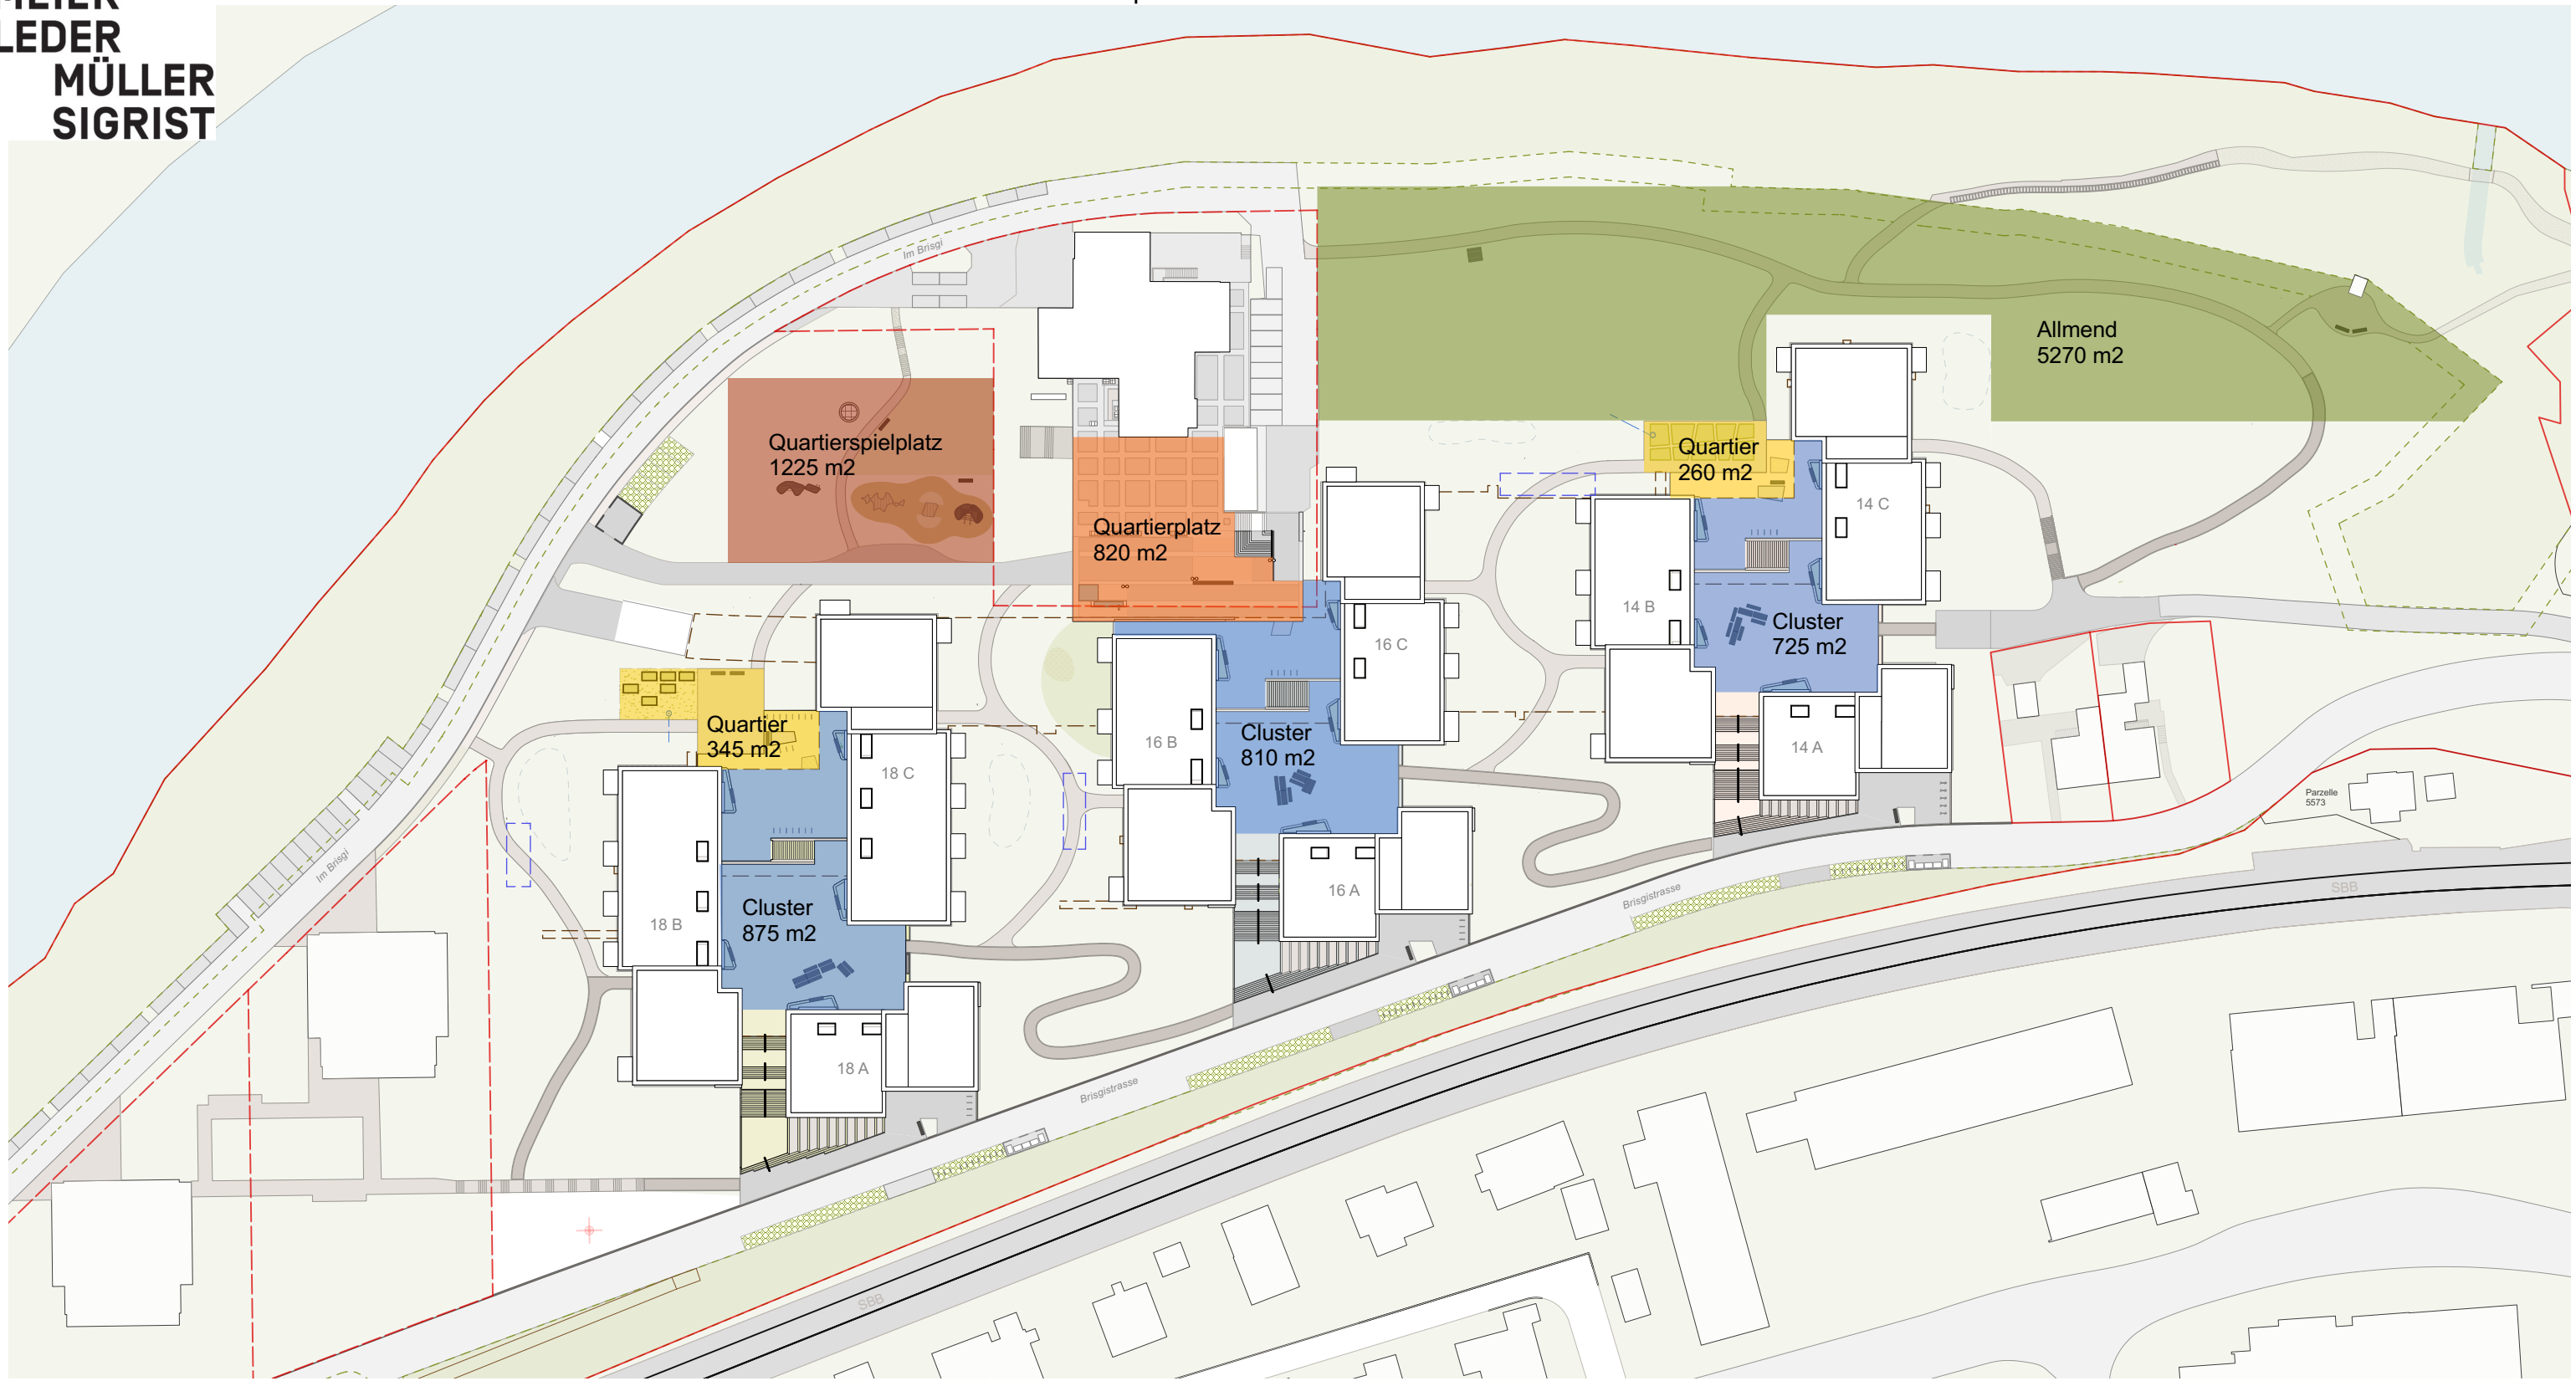 MEIER
LEDER
MÜLLER
SIGRIST
Im Brisgi
Allmend
5270 m2
Quartierspielplatz
1225 m2
Quartier
260 m2
14 C
Quartierplatz
820 m2
14 B
Cluster
725 m2
16 C
Quartier
345 m2
16 B
Cluster
810 m2
14 A
18 C
Parzelle
5573
Im Brisgi
16 A
Brisgistrasse
SBB
Cluster
875 m2
18 B
18 A
Brisgistrasse
SBB